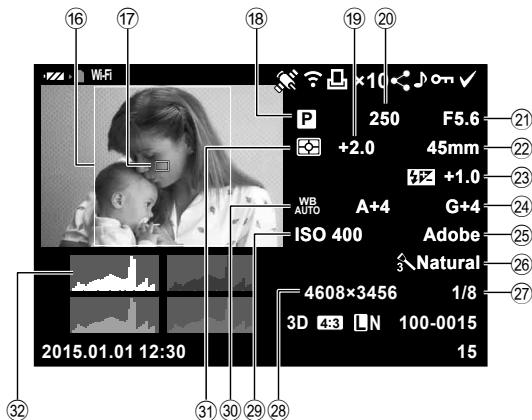 ⑯ ⑰ ⑱ ⑲ ⑳
Wi-Fi ×10
P 250 F5.6 ㉑
+2.0 45mm ㉒
+1.0 ㉓
WB AUTO A+4 G+4 ㉔
ISO 400 Adobe ㉕
3 Natural ㉖
4608×3456 1/8 ㉗
3D 4:3 LN 100-0015
2015.01.01 12:30 15
㉜ ㉛ ㉚ ㉙ ㉘